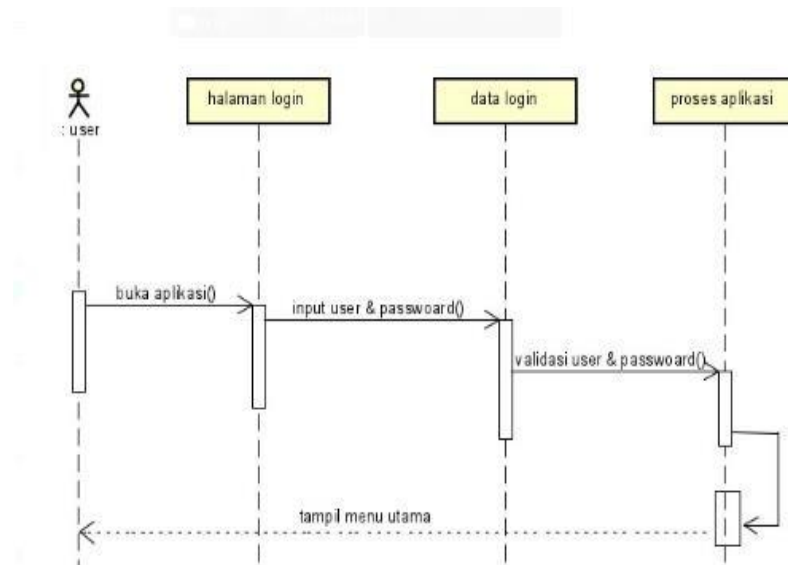 halaman login
data login
proses aplikasi
: user
buka aplikasi()
input user & passwoard()
validasi user & passwoard()
tampil menu utama